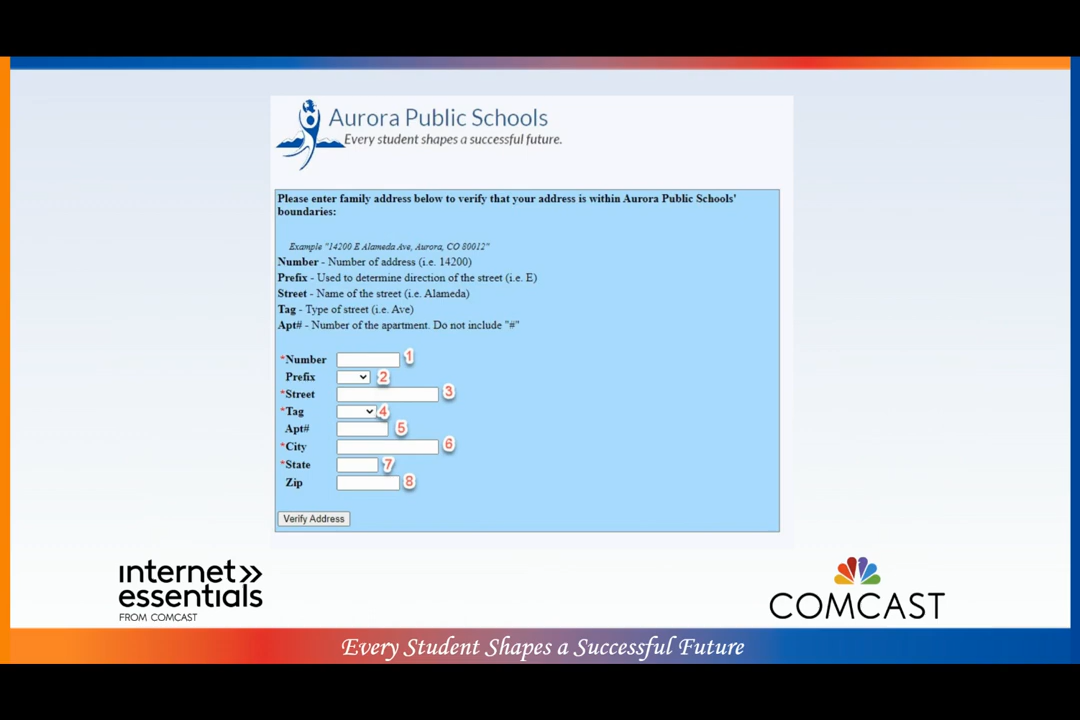 Aurora Public Schools
Every student shapes a successful future.
Please enter family address below to verify that your address is within Aurora Public Schools'
boundaries:
Example "14200 E Alameda Ave, Aurora, CO 80012"
Number - Number of address (i.e. 14200)
Prefix - Used to determine direction of the street (i.e. E)
Street - Name of the street (i.e. Alameda)
Tag - Type of street (i.e. Ave)
Apt# - Number of the apartment. Do not include "#"
*Number 1
Prefix 2
*Street 3
*Tag 4
Apt# 5
*City 6
*State 7
Zip 8
Verify Address
internet
essentials
FROM COMCAST
COMCAST
Every Student Shapes a Successful Future